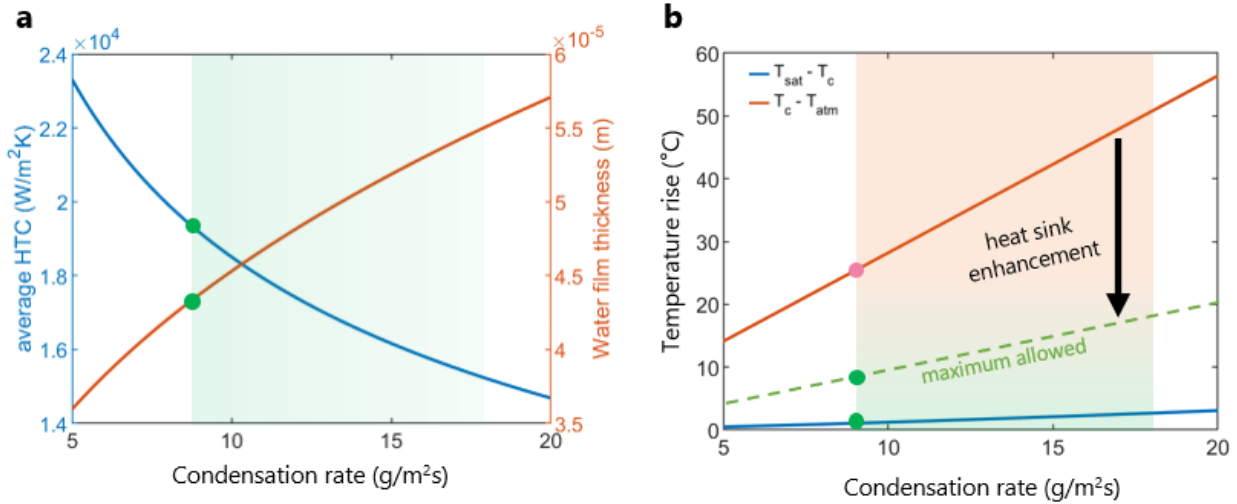 a
×10⁴
×10⁻⁵
2.4
2.2
2
1.8
1.6
1.4
6
5.5
5
4.5
4
3.5
5
10
15
20
average HTC (W/m²K)
Water film thickness (m)
Condensation rate (g/m²s)
b
60
50
40
30
20
10
0
5
10
15
20
T_sat - T_c
T_c - T_atm
heat sink
enhancement
maximum allowed
Temperature rise (°C)
Condensation rate (g/m²s)